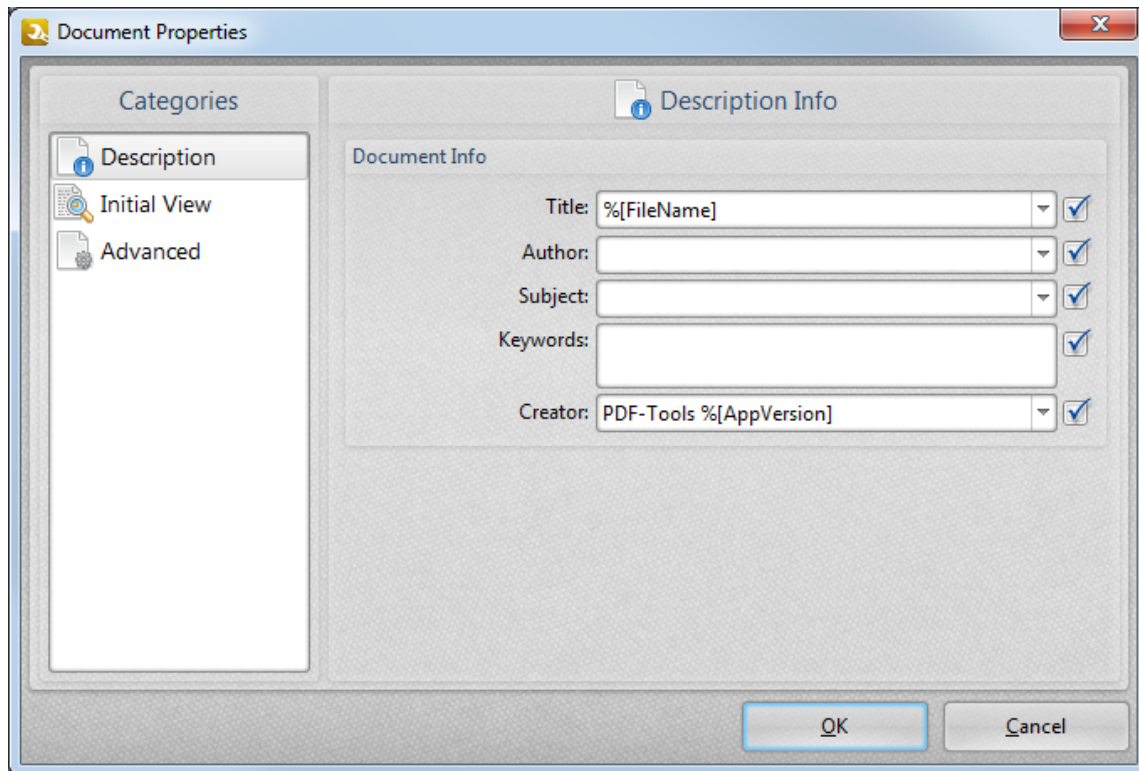 Document Properties
Categories
Description
Initial View
Advanced
Description Info
Document Info
Title: %[FileName]
Author:
Subject:
Keywords:
Creator: PDF-Tools %[AppVersion]
OK Cancel